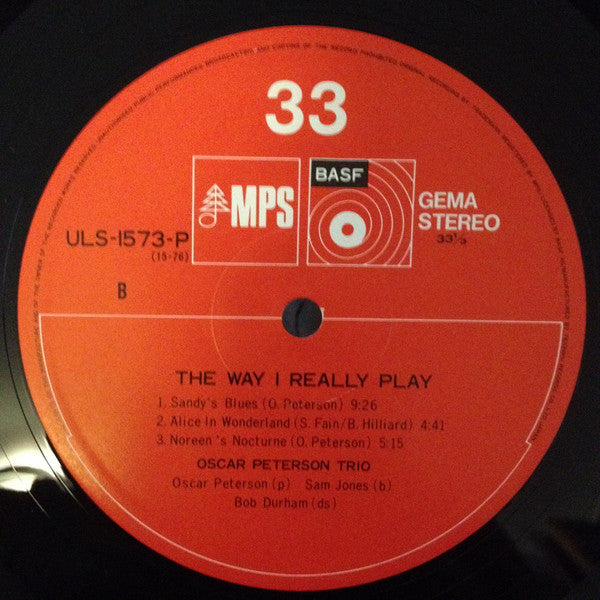 33
MPS
BASF
GEMA
STEREO
33⅓
ULS-1573-P
(15-76)
B
THE WAY I REALLY PLAY
1. Sandy's Blues (O. Peterson) 9:26
2. Alice In Wonderland (S. Fain/B. Hilliard) 4:41
3. Noreen's Nocturne (O. Peterson) 5:15
OSCAR PETERSON TRIO
Oscar Peterson (p) Sam Jones (b)
Bob Durham (ds)